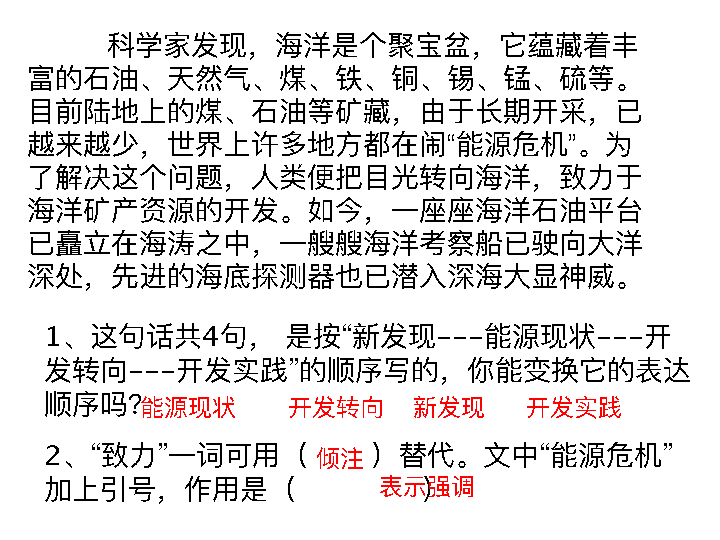 科学家发现，海洋是个聚宝盆，它蕴藏着丰
富的石油、天然气、煤、铁、铜、锡、锰、硫等。
目前陆地上的煤、石油等矿藏，由于长期开采，已
越来越少，世界上许多地方都在闹“能源危机”。为
了解决这个问题，人类便把目光转向海洋，致力于
海洋矿产资源的开发。如今，一座座海洋石油平台
已矗立在海涛之中，一艘艘海洋考察船已驶向大洋
深处，先进的海底探测器也已潜入深海大显神威。
1、这句话共4句， 是按“新发现---能源现状---开
发转向---开发实践”的顺序写的，你能变换它的表达
顺序吗?能源现状 开发转向 新发现 开发实践
2、“致力”一词可用（ 倾注 ）替代。文中“能源危机”
加上引号，作用是（ 表示强调）